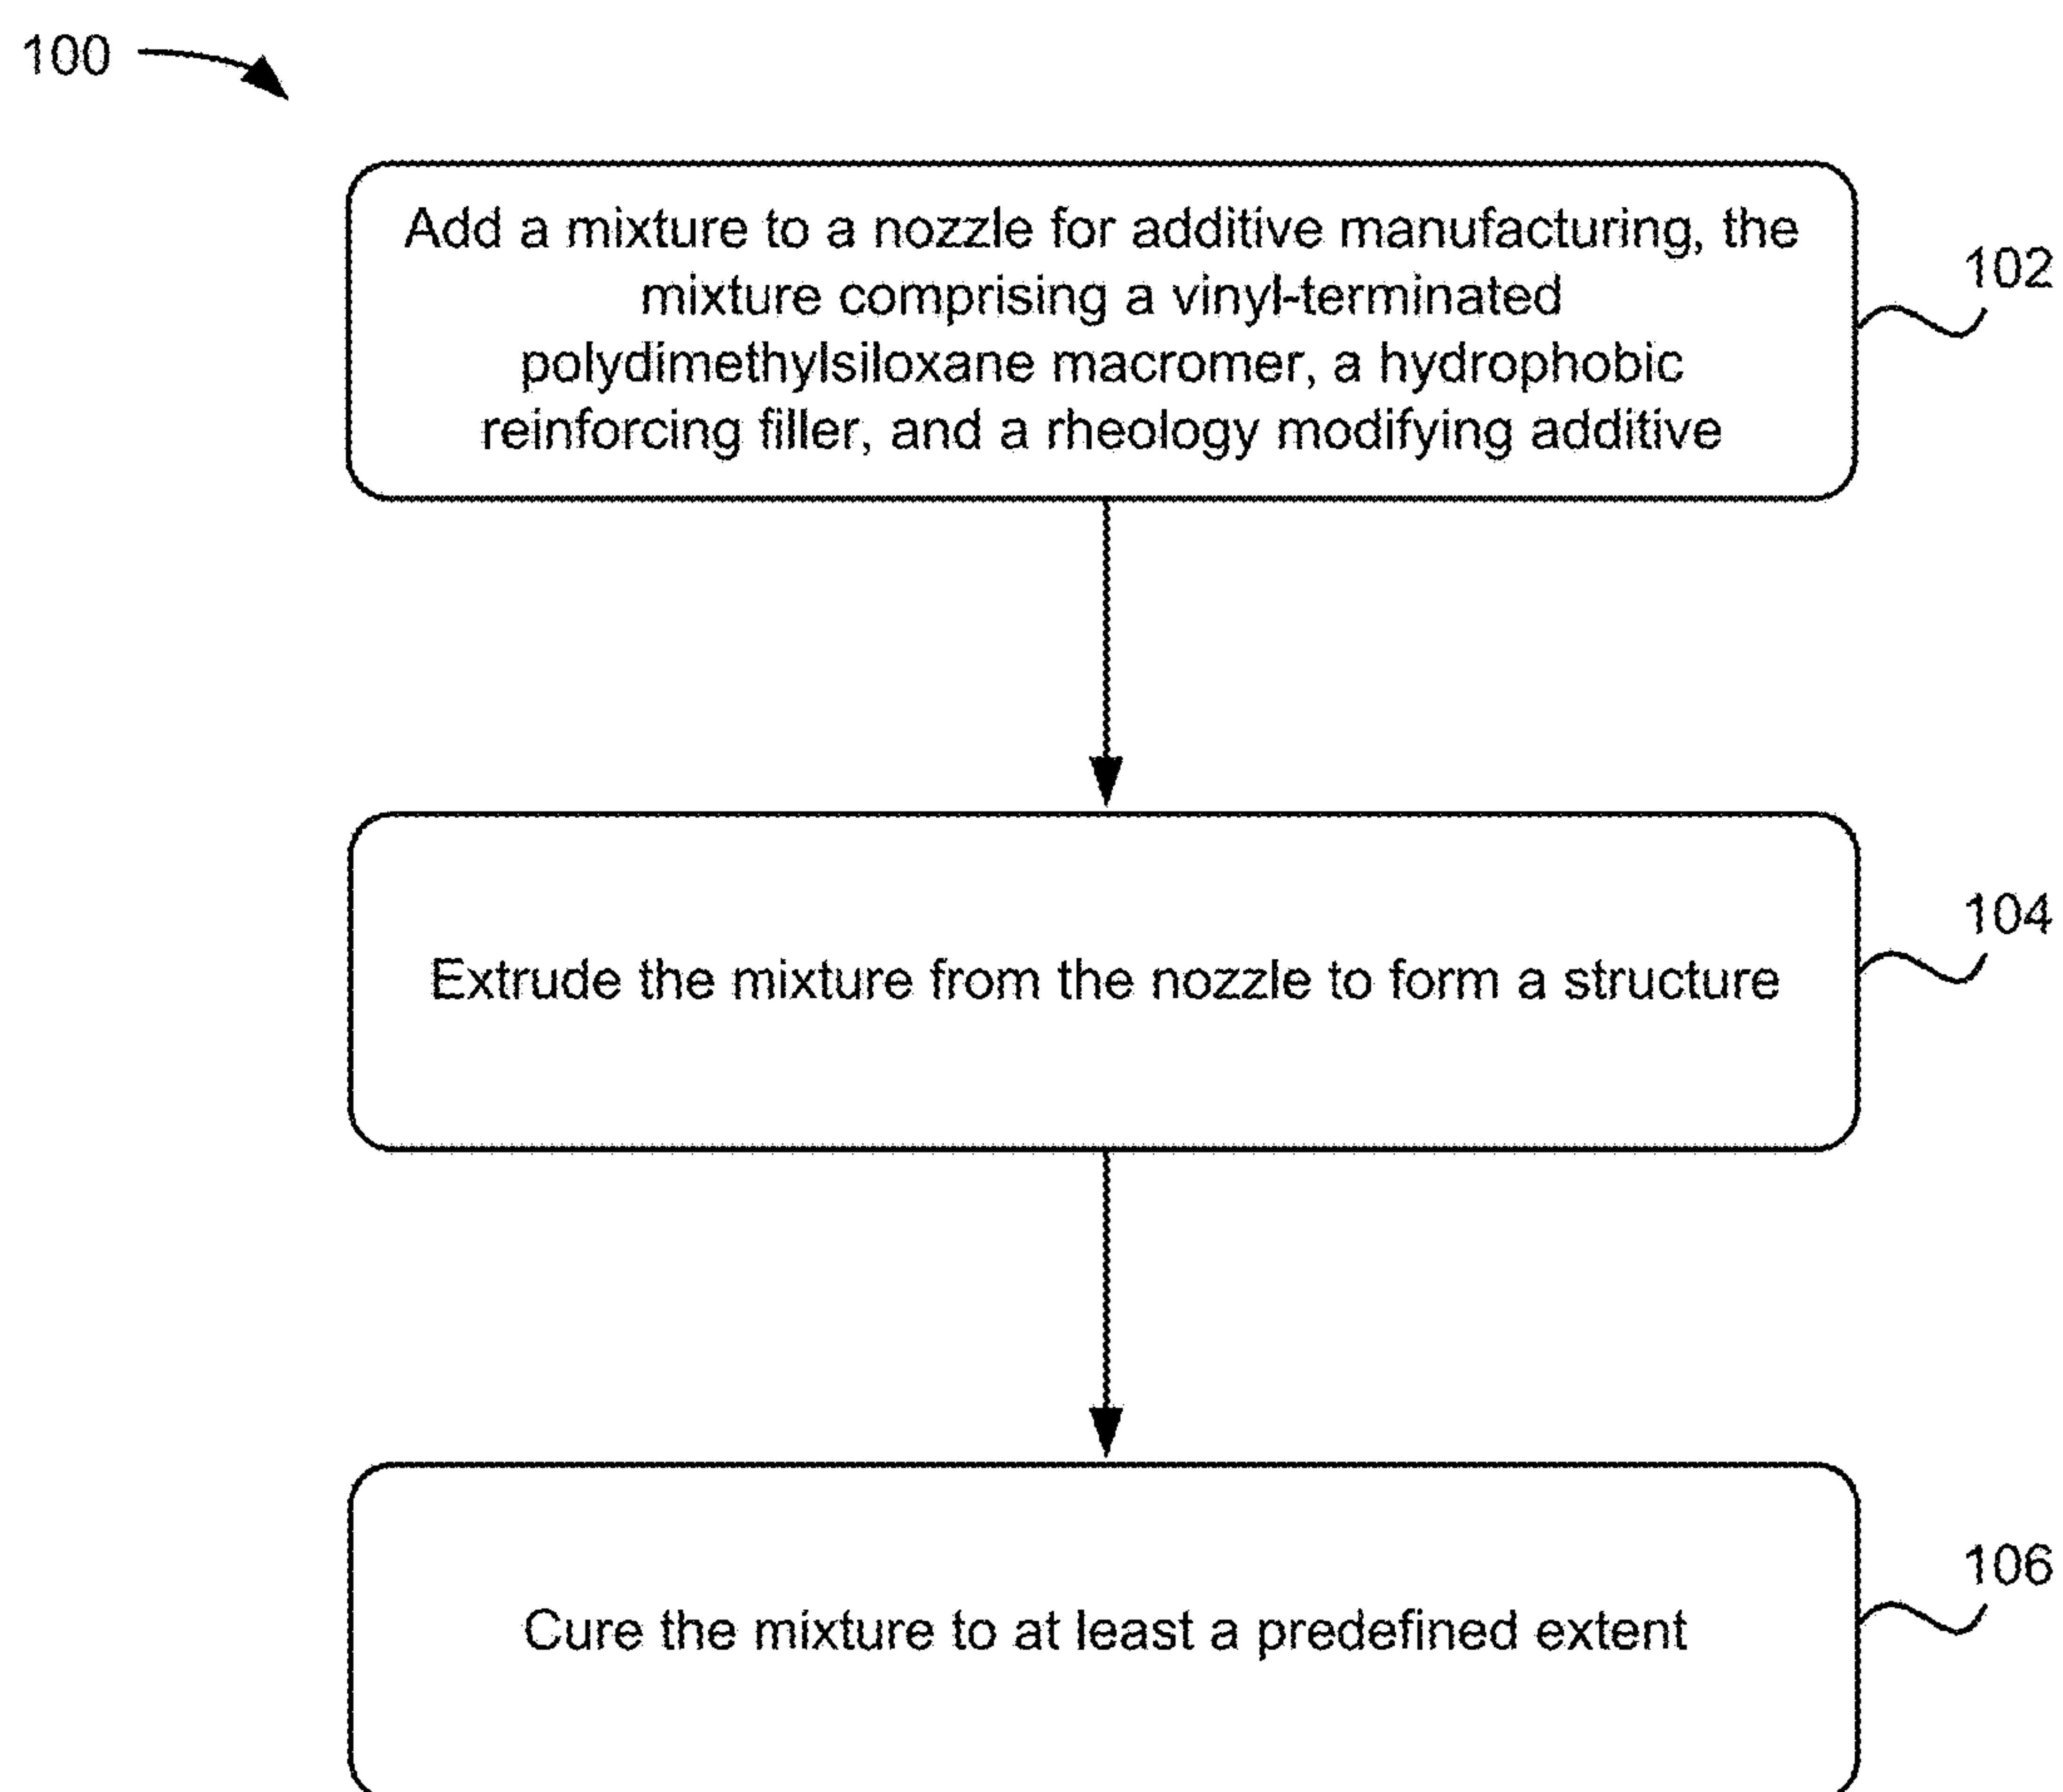 100
Add a mixture to a nozzle for additive manufacturing, the
mixture comprising a vinyl-terminated
polydimethylsiloxane macromer, a hydrophobic
reinforcing filler, and a rheology modifying additive
102
Extrude the mixture from the nozzle to form a structure
104
Cure the mixture to at least a predefined extent
106